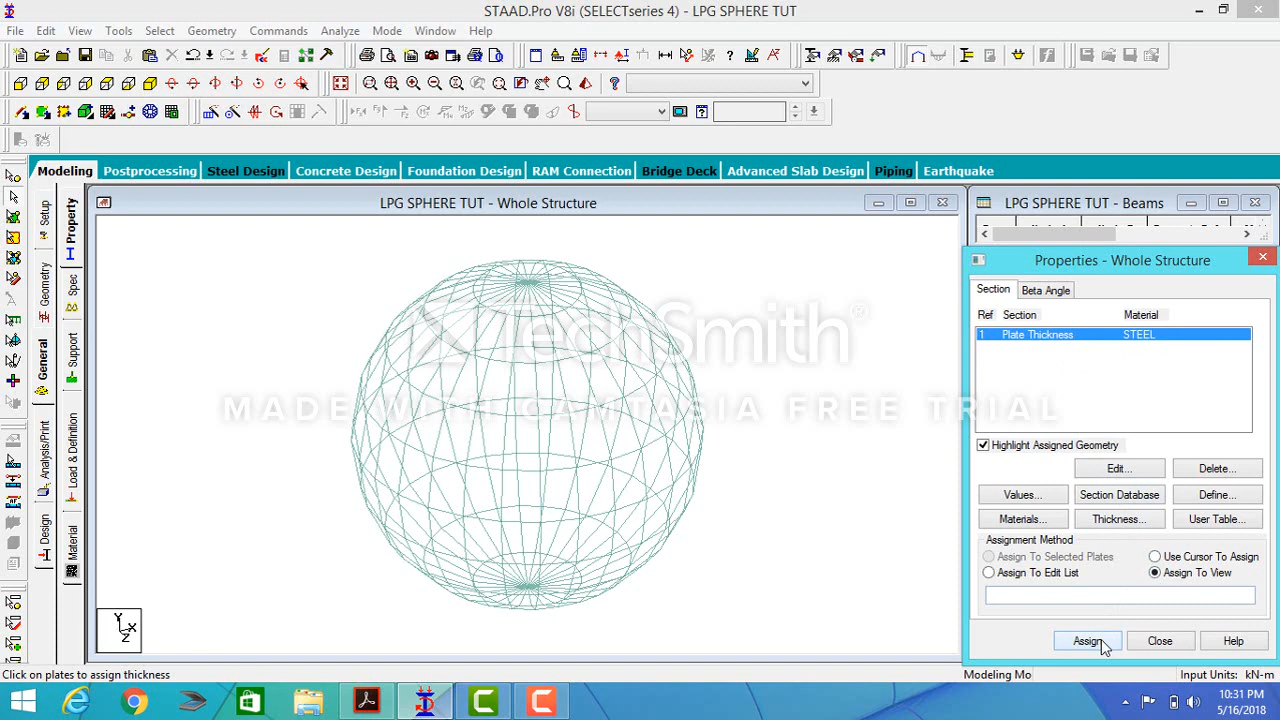 STAAD.Pro V8i (SELECTseries 4) - LPG SPHERE TUT
File Edit View Tools Select Geometry Commands Analyze Mode Window Help
Modeling Postprocessing Steel Design Concrete Design Foundation Design RAM Connection Bridge Deck Advanced Slab Design Piping Earthquake
Setup
Geometry
General
Analysis/Print
Design
Property
Spec
Support
Load & Definition
Material
LPG SPHERE TUT - Whole Structure
LPG SPHERE TUT - Beams
Properties - Whole Structure
Section Beta Angle
Ref Section Material
1 Plate Thickness STEEL
Highlight Assigned Geometry
Edit... Delete...
Values... Section Database Define...
Materials... Thickness... User Table...
Assignment Method
Assign To Selected Plates Use Cursor To Assign
Assign To Edit List Assign To View
Assign Close Help
TechSmith®
MADE WITH CAMTASIA FREE TRIAL
Y
X
Z
Click on plates to assign thickness
Modeling Mo Input Units: kN-m
10:31 PM
5/16/2018